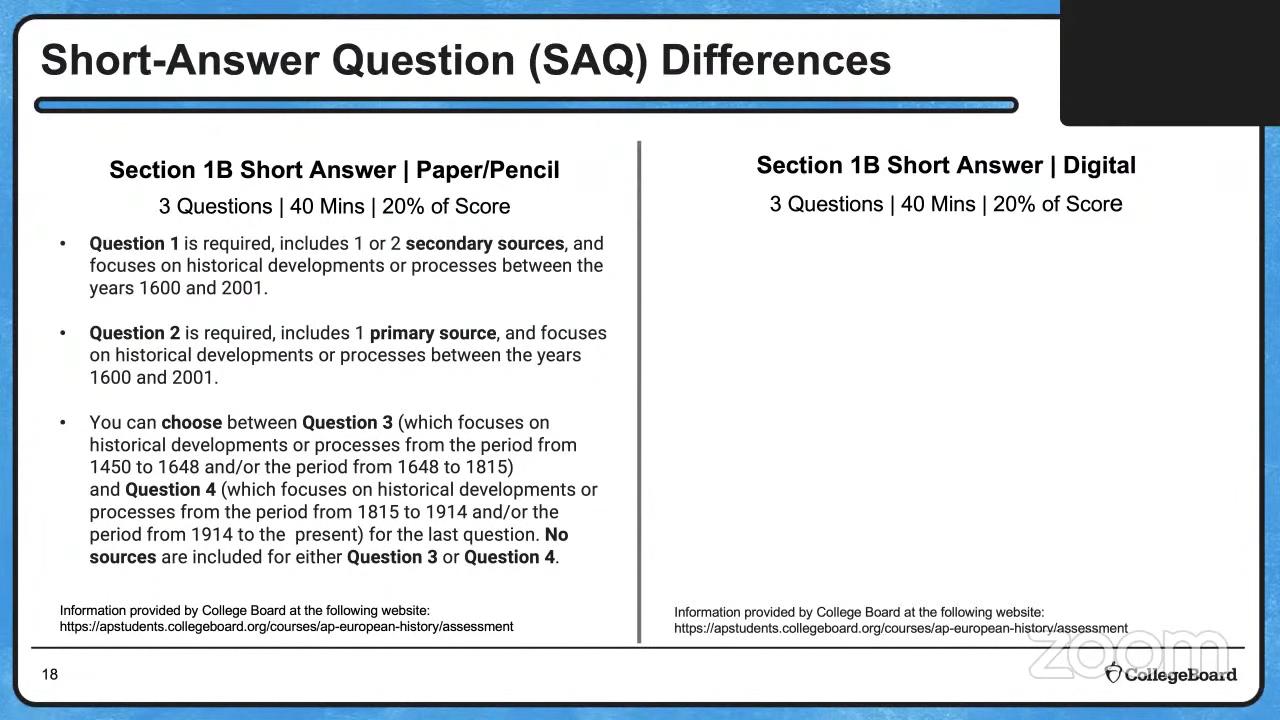 Short-Answer Question (SAQ) Differences
Section 1B Short Answer | Paper/Pencil
3 Questions | 40 Mins | 20% of Score
• Question 1 is required, includes 1 or 2 secondary sources, and
focuses on historical developments or processes between the
years 1600 and 2001.
• Question 2 is required, includes 1 primary source, and focuses
on historical developments or processes between the years
1600 and 2001.
• You can choose between Question 3 (which focuses on
historical developments or processes from the period from
1450 to 1648 and/or the period from 1648 to 1815)
and Question 4 (which focuses on historical developments or
processes from the period from 1815 to 1914 and/or the
period from 1914 to the  present) for the last question. No
sources are included for either Question 3 or Question 4.
Information provided by College Board at the following website:
https://apstudents.collegeboard.org/courses/ap-european-history/assessment
Section 1B Short Answer | Digital
3 Questions | 40 Mins | 20% of Score
Information provided by College Board at the following website:
https://apstudents.collegeboard.org/courses/ap-european-history/assessment
zoom
18
CollegeBoard